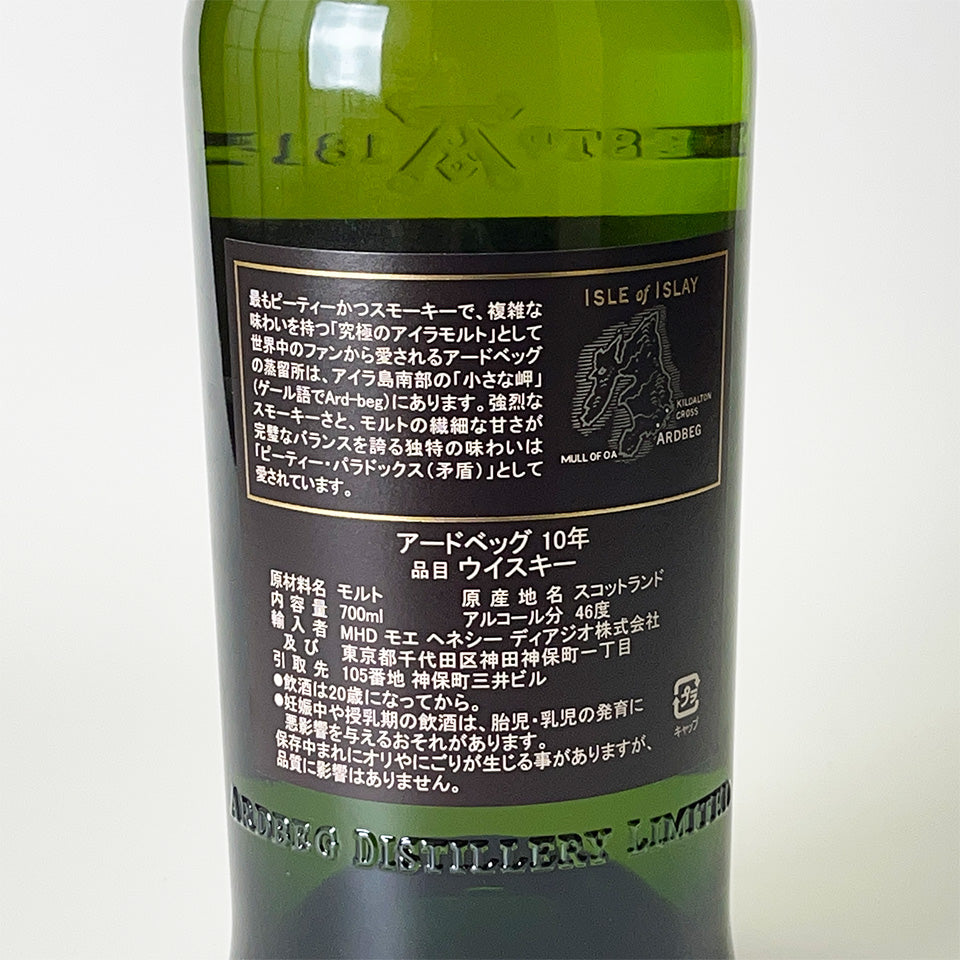 最もピーティーかつスモーキーで、複雑な
味わいを持つ「究極のアイラモルト」として
世界中のファンから愛されるアードベッグ
の蒸留所は、アイラ島南部の「小さな岬」
(ゲール語でArd-beg)にあります。強烈な
スモーキーさと、モルトの繊細な甘さが
完璧なバランスを誇る独特の味わいは
「ピーティー・パラドックス(矛盾)」として
愛されています。
ISLE of ISLAY
KILDALTON
CROSS
ARDBEG
MULL OF OA
アードベッグ 10年
品目 ウイスキー
原材料名 モルト 原産地名 スコットランド
内容量 700ml アルコール分 46度
輸入者 MHD モエ ヘネシー ディアジオ株式会社
及び 東京都千代田区神田神保町一丁目
引取先 105番地 神保町三井ビル
●飲酒は20歳になってから。
●妊娠中や授乳期の飲酒は、胎児・乳児の発育に
悪影響を与えるおそれがあります。
保存中まれにオリやにごりが生じる事がありますが、
品質に影響はありません。
プラ
キャップ
ARDBEG DISTILLERY LIMITED